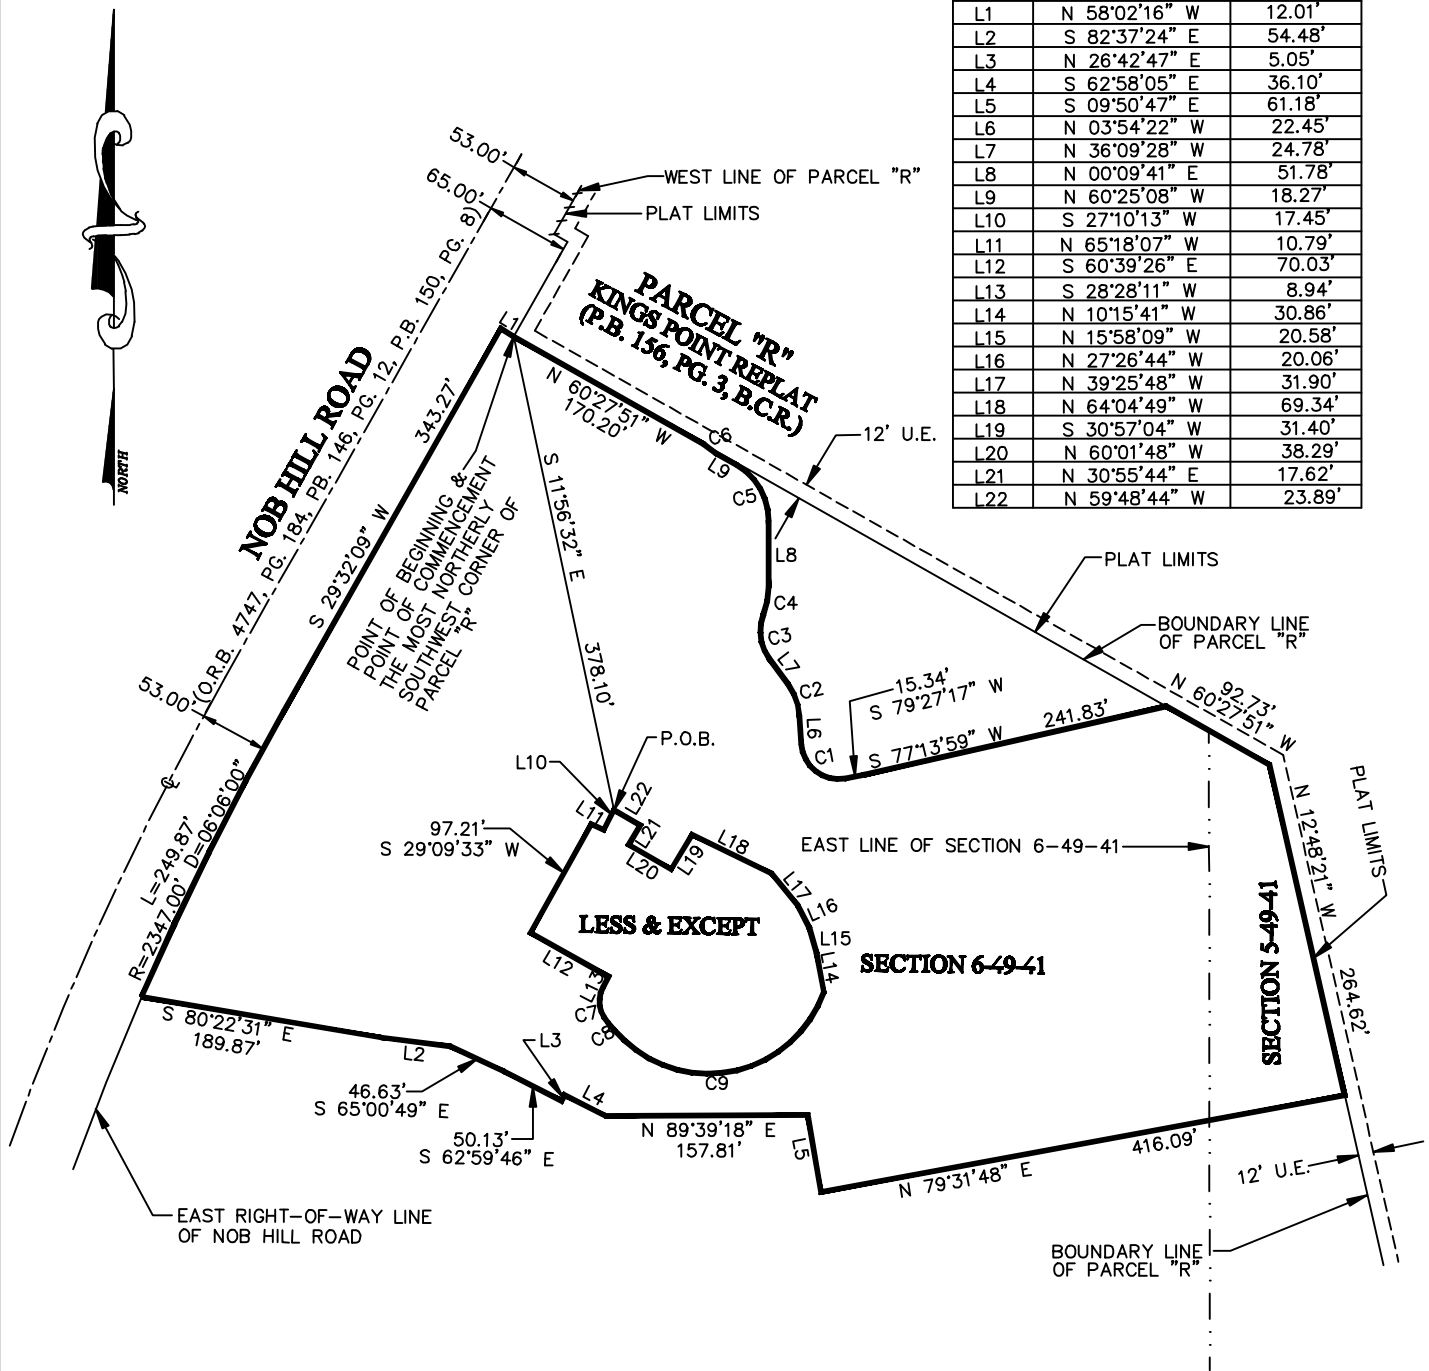 L1 N 58°02'16" W 12.01'
L2 S 82°37'24" E 54.48'
L3 N 26°42'47" E 5.05'
L4 S 62°58'05" E 36.10'
L5 S 09°50'47" E 61.18'
L6 N 03°54'22" W 22.45'
L7 N 36°09'28" W 24.78'
L8 N 00°09'41" E 51.78'
L9 N 60°25'08" W 18.27'
L10 S 27°10'13" W 17.45'
L11 N 65°18'07" W 10.79'
L12 S 60°39'26" E 70.03'
L13 S 28°28'11" W 8.94'
L14 N 10°15'41" W 30.86'
L15 N 15°58'09" W 20.58'
L16 N 27°26'44" W 20.06'
L17 N 39°25'48" W 31.90'
L18 N 64°04'49" W 69.34'
L19 S 30°57'04" W 31.40'
L20 N 60°01'48" W 38.29'
L21 N 30°55'44" E 17.62'
L22 N 59°48'44" W 23.89'
NORTH
53.00'
65.00'
WEST LINE OF PARCEL "R"
PLAT LIMITS
PARCEL "R"
KINGS POINT REPLAT
(P.B. 156, PG. 3, B.C.R.)
NOB HILL ROAD
(O.R.B. 4747, PG. 184, PB. 146, PG. 12, P.B. 150, PG. 8)
L1
343.27'
S 29°32'09" W
N 60°27'51" W
170.20'
C6
L9
C5
12' U.E.
L8
C4
C3
L7
C2
L6
C1
POINT OF BEGINNING &
POINT OF COMMENCEMENT
THE MOST NORTHERLY
SOUTHWEST CORNER OF
PARCEL "R"
S 11°56'32" E
378.10'
PLAT LIMITS
BOUNDARY LINE
OF PARCEL "R"
15.34'
S 79°27'17" W
241.83'
S 77°13'59" W
92.73'
N 60°27'51" W
53.00'
℄
P.O.B.
L10
L11
L22
L21
L20
L19
L18
L17
L16
L15
L14
97.21'
S 29°09'33" W
EAST LINE OF SECTION 6-49-41
PLAT LIMITS
N 12°48'21" W
264.62'
L=249.87'
D=06°06'00"
R=2347.00'
LESS & EXCEPT
SECTION 6-49-41
SECTION 5-49-41
L12
L13
C7
C8
C9
S 80°22'31" E
189.87'
L2
L3
L4
46.63'
S 65°00'49" E
50.13'
S 62°59'46" E
N 89°39'18" E
157.81'
L5
N 79°31'48" E
416.09'
12' U.E.
EAST RIGHT-OF-WAY LINE
OF NOB HILL ROAD
BOUNDARY LINE
OF PARCEL "R"